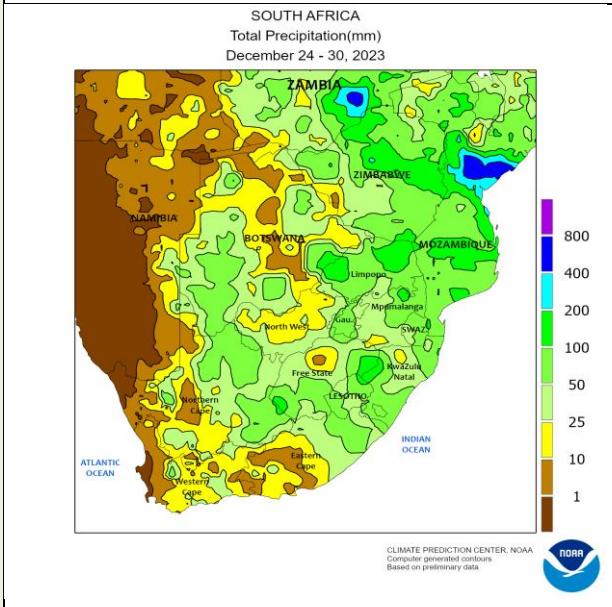 SOUTH AFRICA
Total Precipitation(mm)
December 24 - 30, 2023
ZAMBIA
ZIMBABWE
NAMIBIA
BOTSWANA
MOZAMBIQUE
Limpopo
Mpumalanga
North West
Gau.
SWAZ.
Free State
KwaZulu
Natal
Northern
Cape
LESOTHO
INDIAN
OCEAN
Eastern
Cape
ATLANTIC
OCEAN
Western
Cape
800
400
200
100
50
25
10
1
CLIMATE PREDICTION CENTER, NOAA
Computer generated contours
Based on preliminary data
NOAA